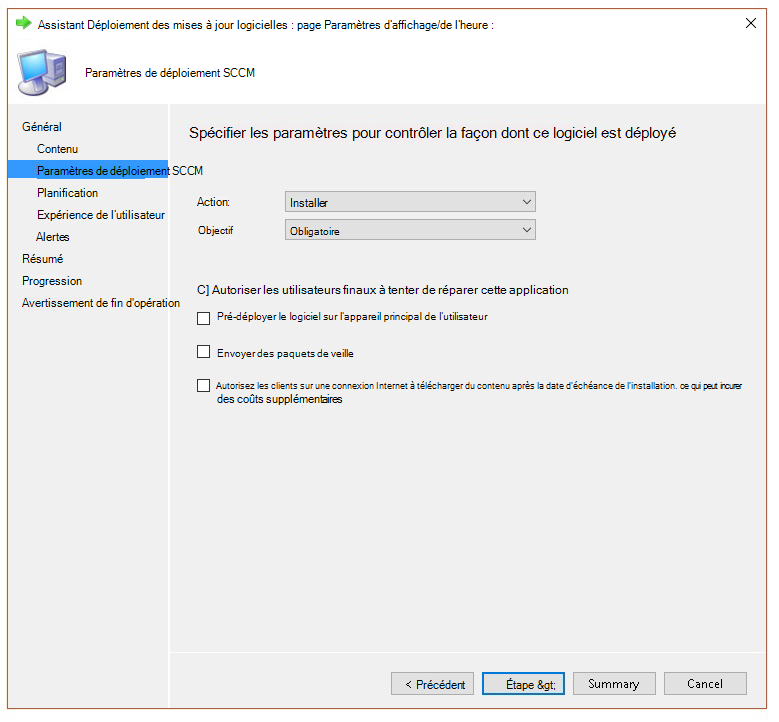 Assistant Déploiement des mises à jour logicielles : page Paramètres d'affichage/de l'heure :
Paramètres de déploiement SCCM
Général
Contenu
Paramètres de déploiement SCCM
Planification
Expérience de l'utilisateur
Alertes
Résumé
Progression
Avertissement de fin d'opération
Spécifier les paramètres pour contrôler la façon dont ce logiciel est déployé
Action: Installer
Objectif Obligatoire
C] Autoriser les utilisateurs finaux à tenter de réparer cette application
Pré-déployer le logiciel sur l'appareil principal de l'utilisateur
Envoyer des paquets de veille
Autorisez les clients sur une connexion Internet à télécharger du contenu après la date d'échéance de l'installation. ce qui peut incurer
des coûts supplémentaires
< Précédent Étape &gt; Summary Cancel